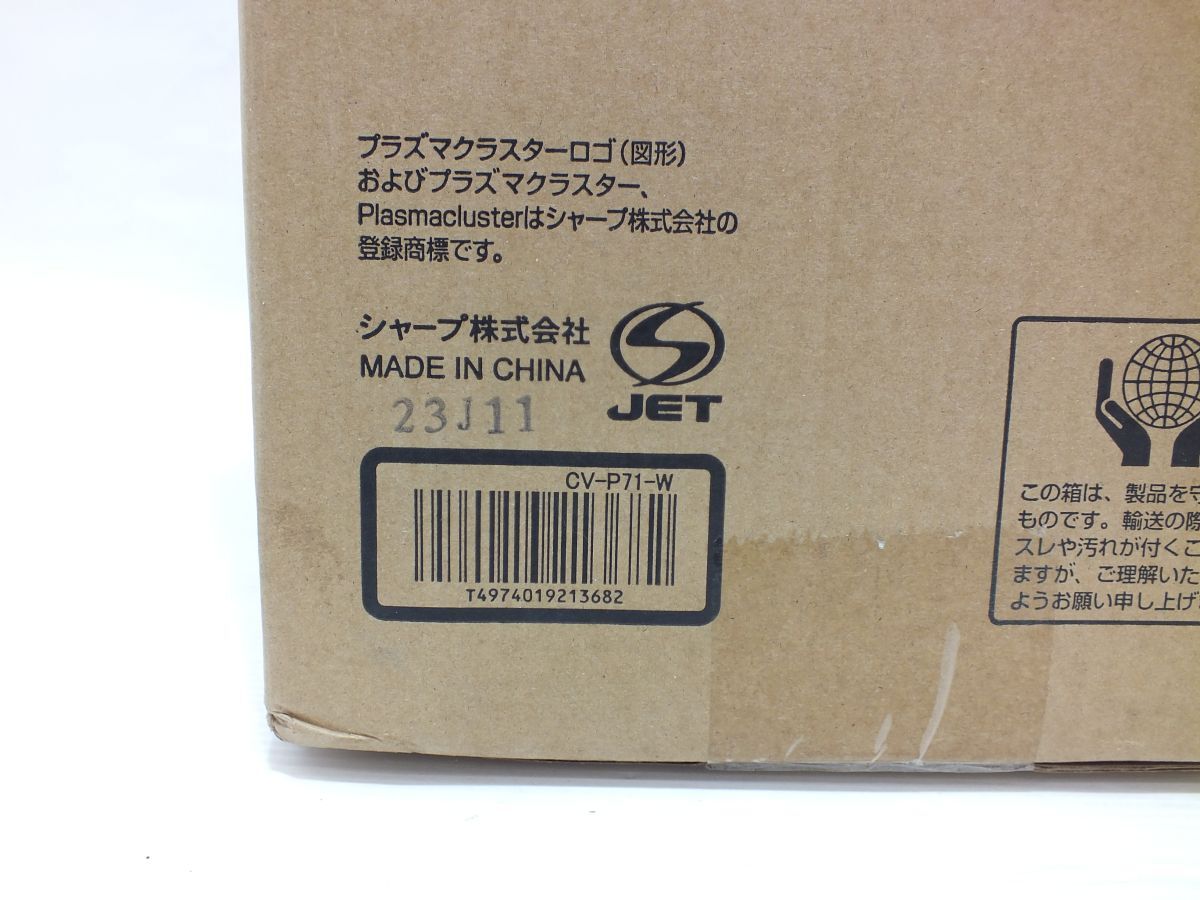 プラズマクラスターロゴ(図形)
およびプラズマクラスター、
Plasmaclusterはシャープ株式会社の
登録商標です。
シャープ株式会社
MADE IN CHINA
JET
23J11
CV-P71-W
T4974019213682
この箱は、製品を守
ものです。輸送の際
スレや汚れが付くこ
ますが、ご理解いた
ようお願い申し上げ